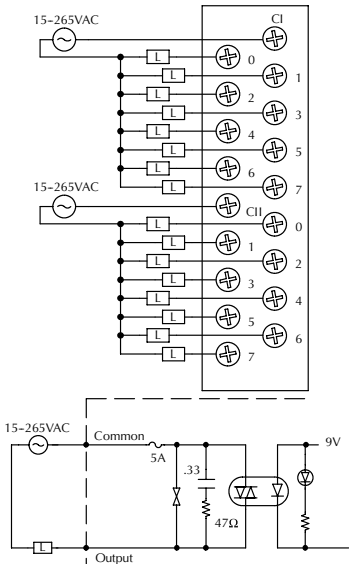 15-265VAC
CI
L
0
L
1
L
2
L
3
L
4
L
5
L
6
L
7
15-265VAC
CII
L
0
L
1
L
2
L
3
L
4
L
5
L
6
L
7
15-265VAC
Common
5A
.33
47Ω
9V
L
Output